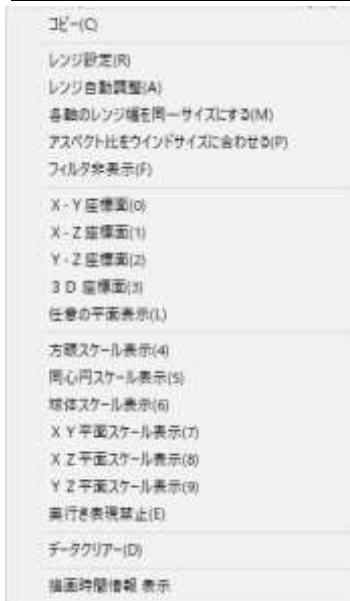 コピー(C)
レンジ設定(R)
レンジ自動調整(A)
各軸のレンジ幅を同一サイズにする(M)
アスペクト比をウインドサイズに合わせる(P)
フィルタ非表示(F)
X - Y 座標面(0)
X - Z 座標面(1)
Y - Z 座標面(2)
3 D 座標面(3)
任意の平面表示(L)
方眼スケール表示(4)
同心円スケール表示(5)
球体スケール表示(6)
X Y 平面スケール表示(7)
X Z 平面スケール表示(8)
Y Z 平面スケール表示(9)
奥行き表現禁止(E)
データクリアー(D)
描画時間情報 表示